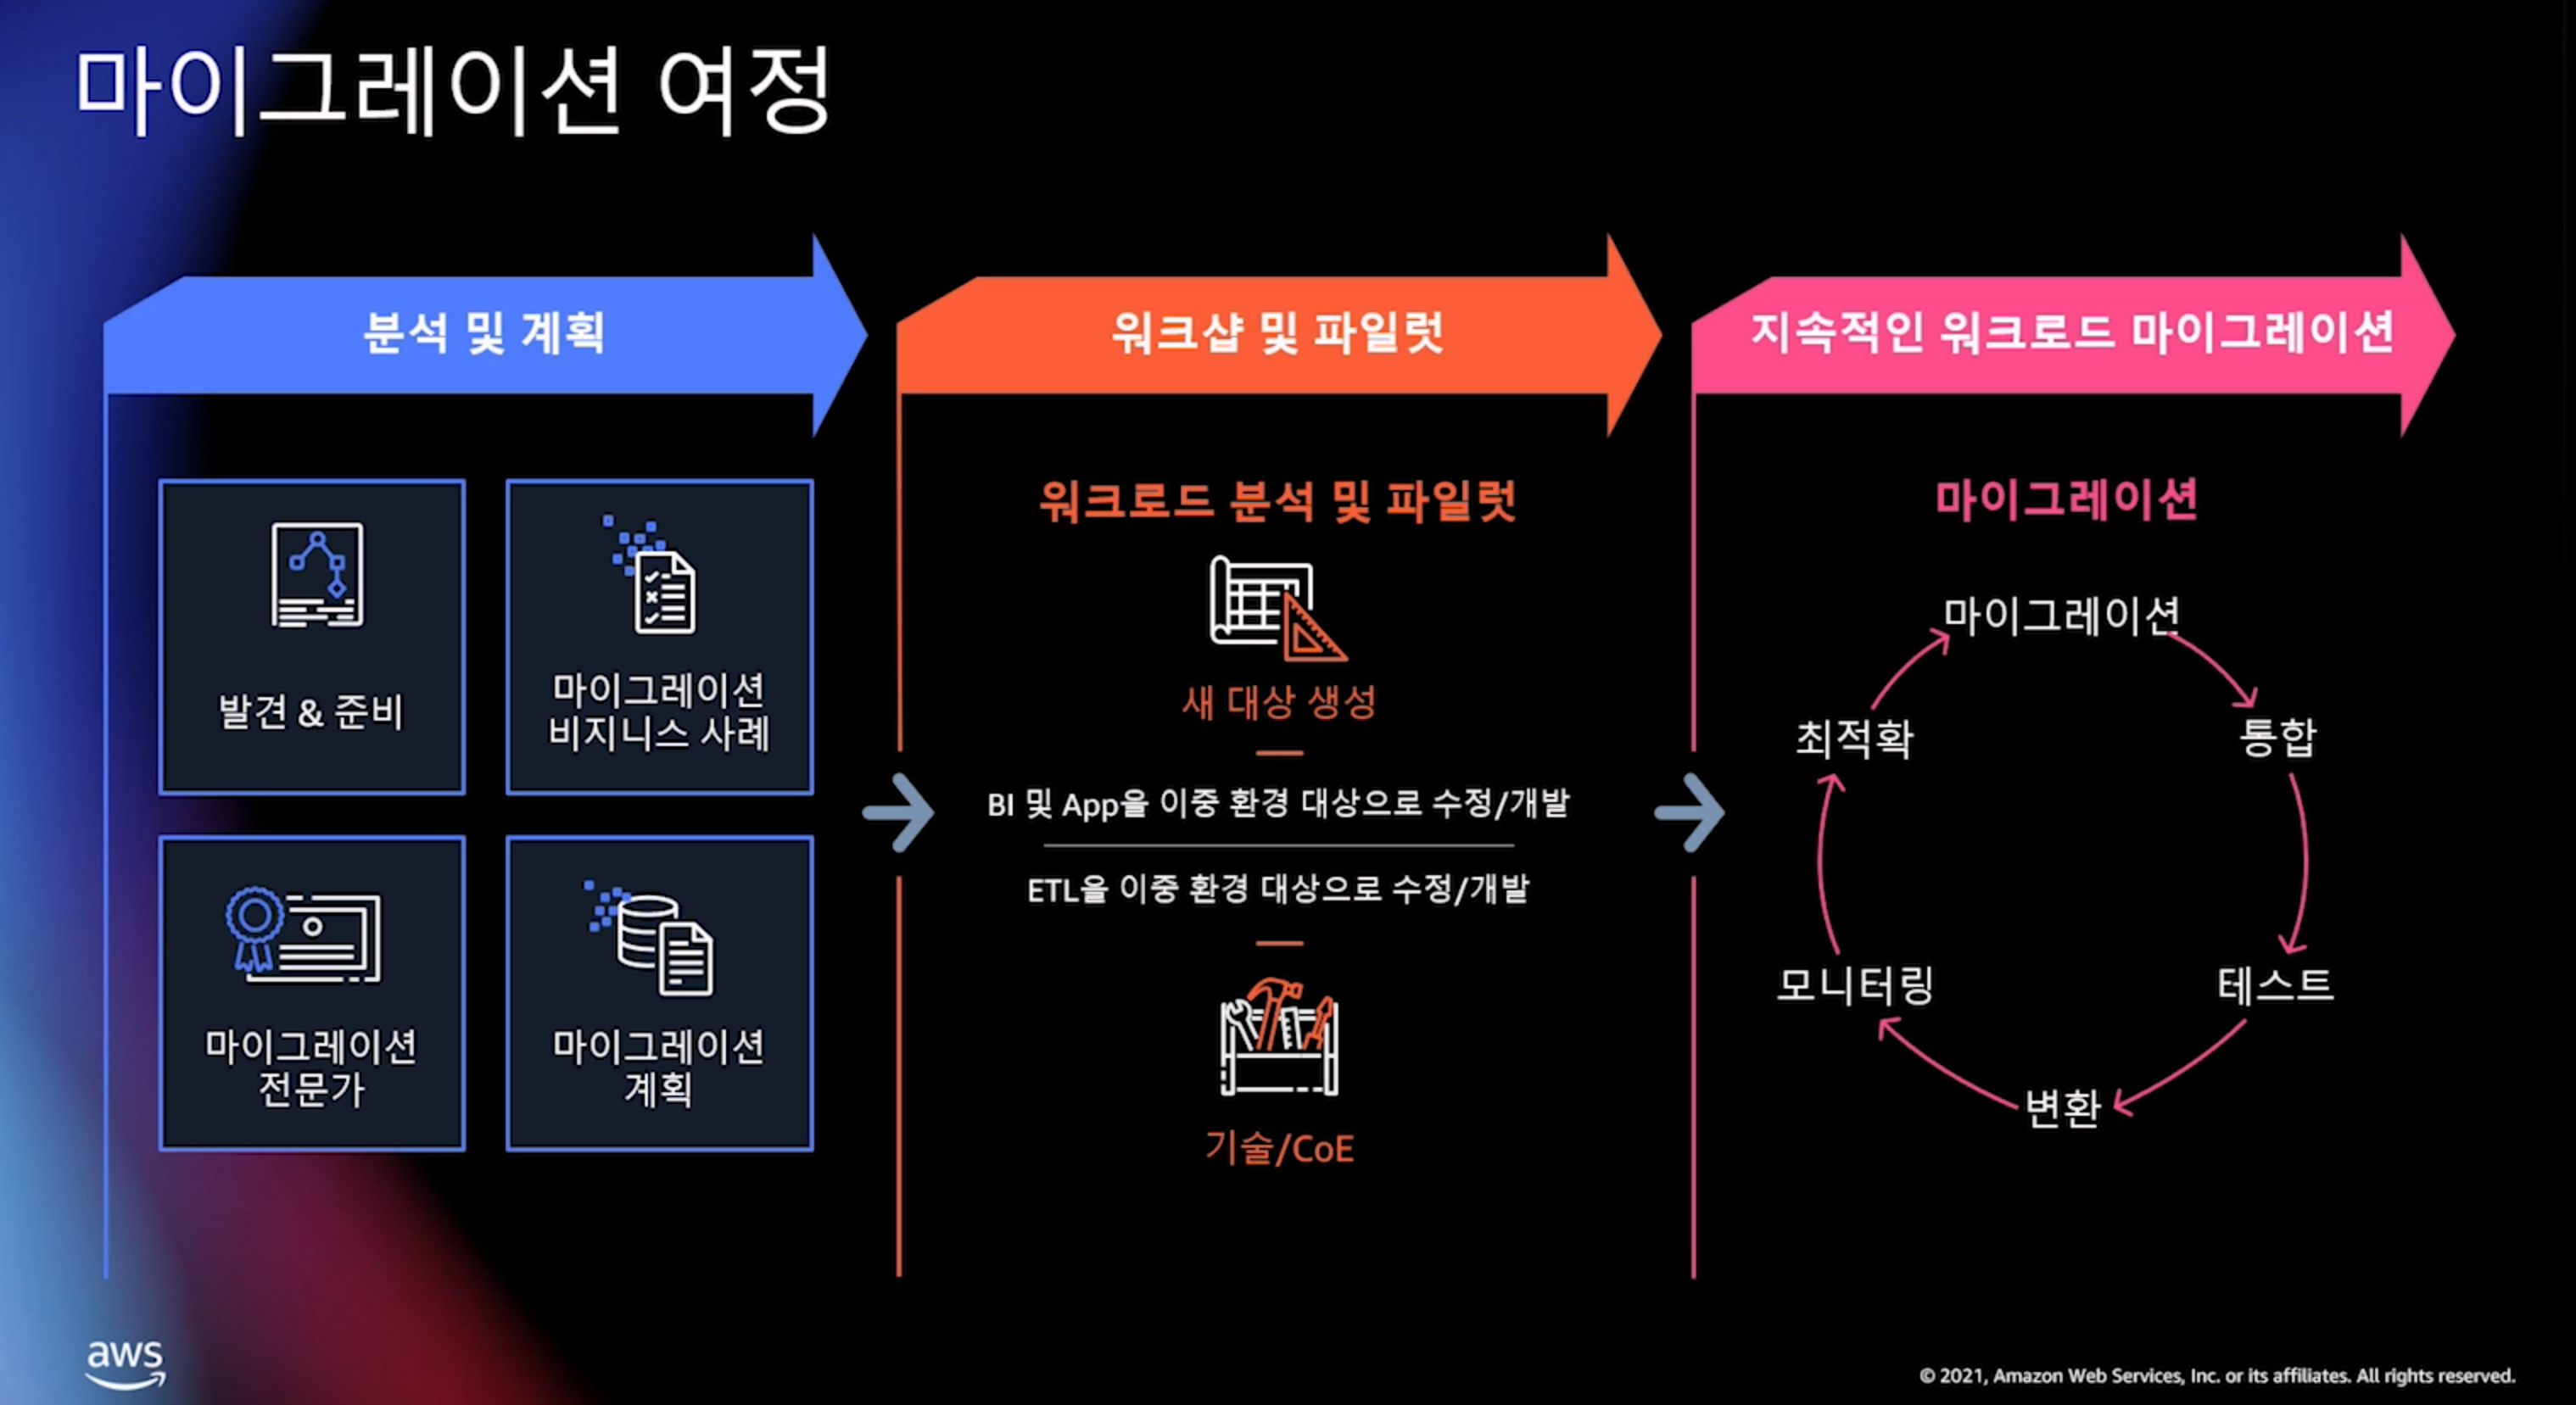 마이그레이션 여정
분석 및 계획
발견 & 준비
마이그레이션
비지니스 사례
마이그레이션
전문가
마이그레이션
계획
워크샵 및 파일럿
워크로드 분석 및 파일럿
새 대상 생성
BI 및 App을 이중 환경 대상으로 수정/개발
ETL을 이중 환경 대상으로 수정/개발
기술/CoE
지속적인 워크로드 마이그레이션
마이그레이션
마이그레이션
통합
테스트
변환
모니터링
최적확
aws
© 2021, Amazon Web Services, Inc. or its affiliates. All rights reserved.